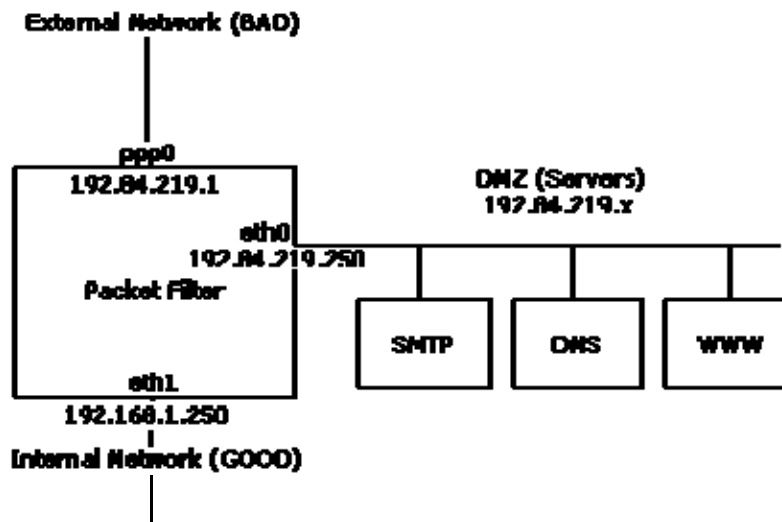 External Network (BAD)
ppp0
192.84.219.1
DMZ (Servers)
192.84.219.x
eth0
192.84.219.250
Packet Filter
SMTP
DNS
WWW
eth1
192.168.1.250
Internal Network (GOOD)